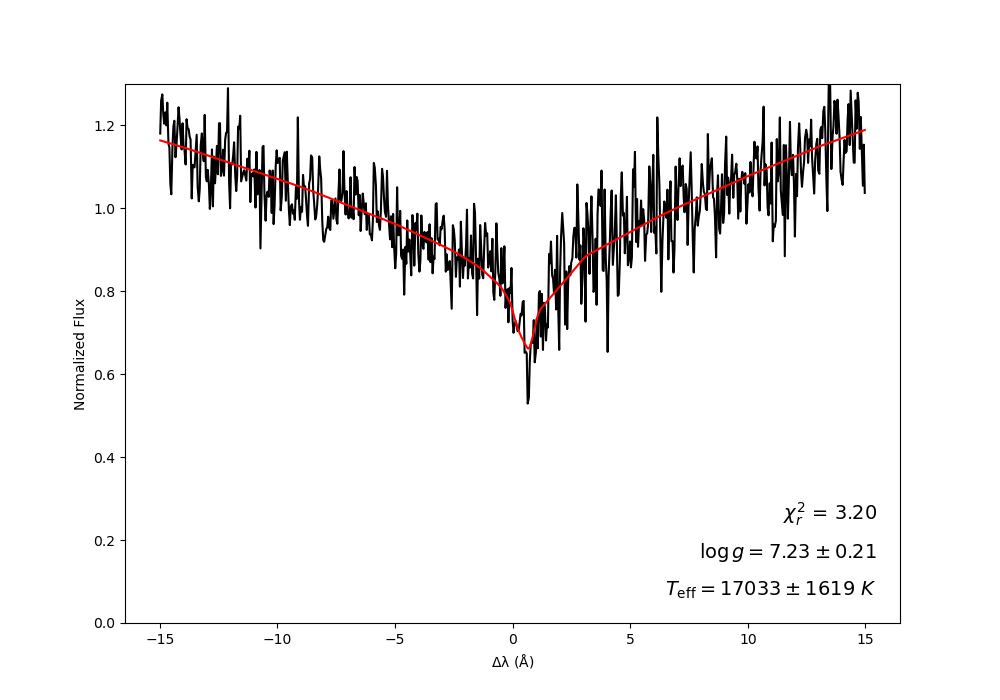 Normalized Flux
1.2
1.0
0.8
0.6
0.4
0.2
0.0
χ²ᵣ = 3.20
log g = 7.23 ± 0.21
T_eff = 17033 ± 1619 K
−15 −10 −5 0 5 10 15
Δλ (Å)